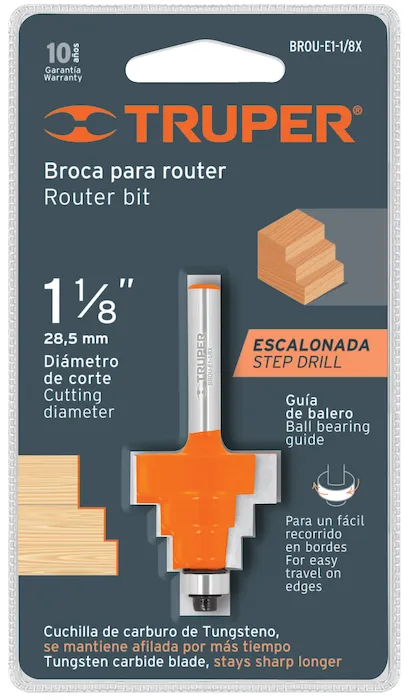 10 años
Garantía
Warranty
BROU-E1-1/8X
TRUPER®
Broca para router
Router bit
1 1/8"
28,5 mm
Diámetro
de corte
Cutting
diameter
ESCALONADA
STEP DRILL
Guía
de balero
Ball bearing
guide
TRUPER
Para un fácil
recorrido
en bordes
For easy
travel on
edges
Cuchilla de carburo de Tungsteno,
se mantiene afilada por más tiempo
Tungsten carbide blade, stays sharp longer